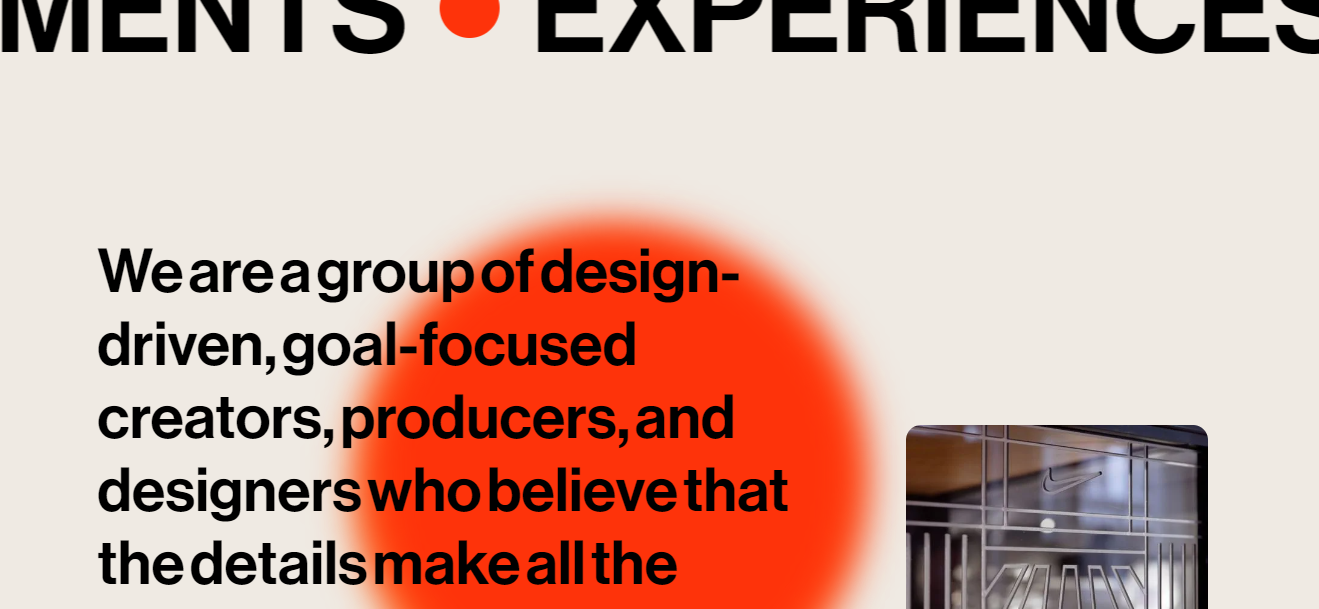 MENTS EXPERIENCES
We are a group of design-
driven, goal-focused
creators, producers, and
designers who believe that
the details make all the